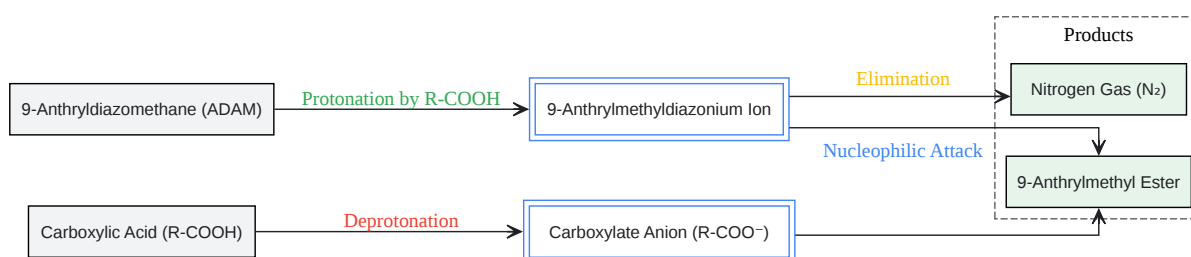 Products
Elimination
Nitrogen Gas (N₂)
9-Anthryldiazomethane (ADAM)
Protonation by R-COOH
9-Anthrylmethyldiazonium Ion
Nucleophilic Attack
9-Anthrylmethyl Ester
Carboxylic Acid (R-COOH)
Deprotonation
Carboxylate Anion (R-COO⁻)